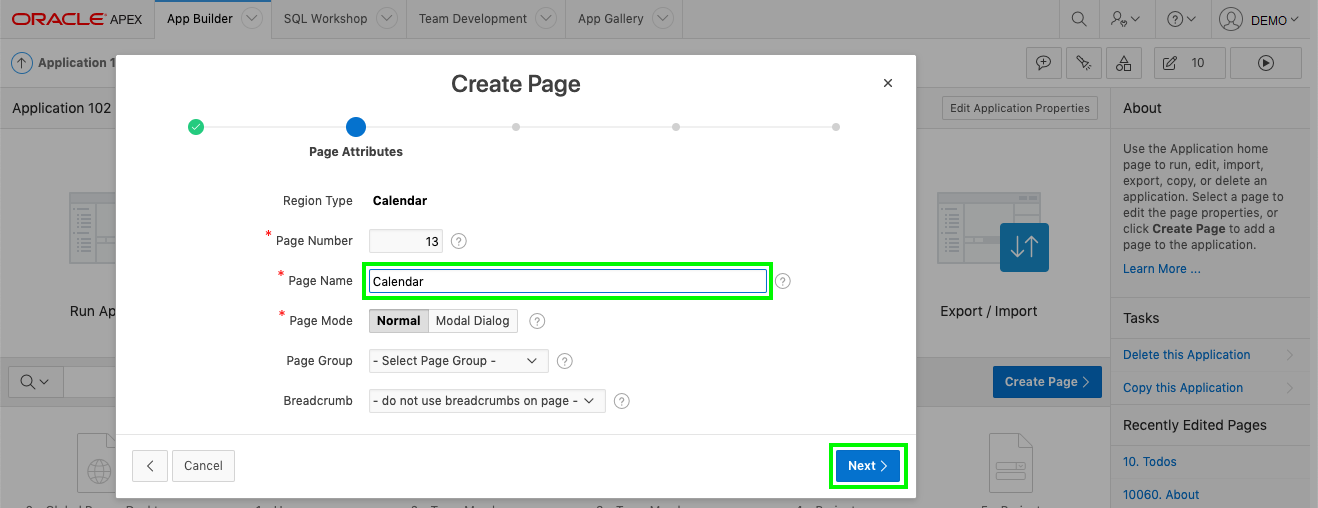 ORACLE APEX App Builder SQL Workshop Team Development App Gallery DEMO
Application 1
10
Application 102
Edit Application Properties
About
Create Page
Page Attributes
Region Type Calendar
* Page Number 13
* Page Name Calendar
* Page Mode Normal Modal Dialog
Page Group - Select Page Group -
Breadcrumb - do not use breadcrumbs on page -
Cancel
Next
Run Ap
Export / Import
Create Page
Use the Application home
page to run, edit, import,
export, copy, or delete an
application. Select a page to
edit the page properties, or
click Create Page to add a
page to the application.
Learn More ...
Tasks
Delete this Application
Copy this Application
Recently Edited Pages
10. Todos
10060. About